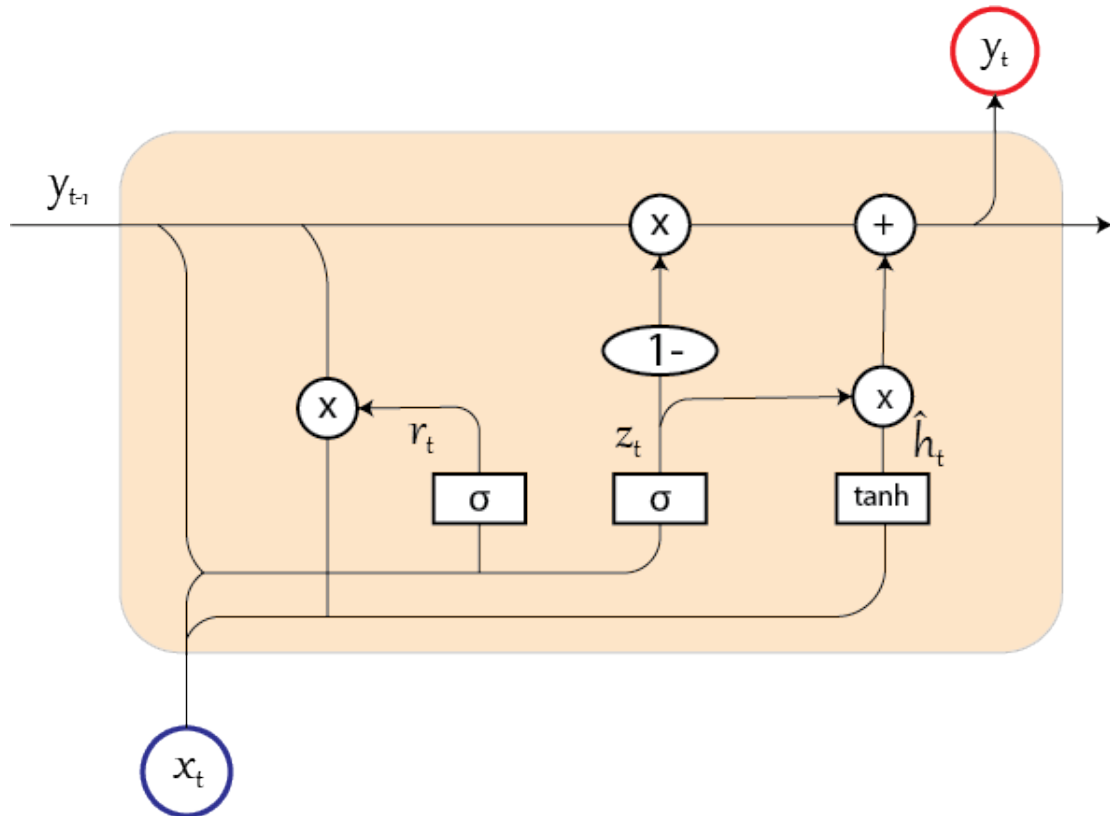 yₜ
yₜ₋₁
x
+
1-
x
x
rₜ
zₜ
ĥₜ
σ
σ
tanh
xₜ